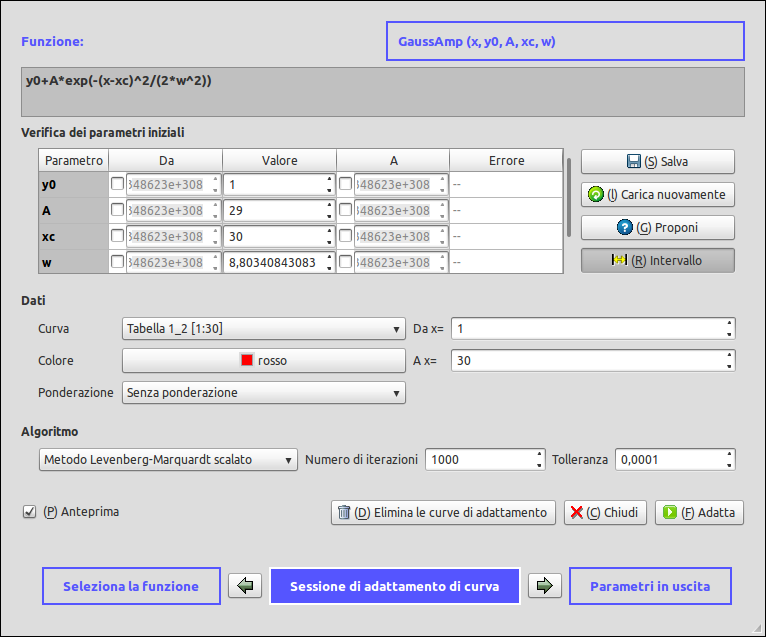 Funzione: GaussAmp (x, y0, A, xc, w)
y0+A*exp(-(x-xc)^2/(2*w^2))
Verifica dei parametri iniziali
Parametro Da Valore A Errore
y0 348623e+308 1 348623e+308 --
A 348623e+308 29 348623e+308 --
xc 348623e+308 30 348623e+308 --
w 348623e+308 8,80340843083 348623e+308 --
(S) Salva
(I) Carica nuovamente
(G) Proponi
(R) Intervallo
Dati
Curva Tabella 1_2 [1:30] Da x= 1
Colore rosso A x= 30
Ponderazione Senza ponderazione
Algoritmo
Metodo Levenberg-Marquardt scalato Numero di iterazioni 1000 Tolleranza 0,0001
(P) Anteprima (D) Elimina le curve di adattamento (C) Chiudi (F) Adatta
Seleziona la funzione Sessione di adattamento di curva Parametri in uscita